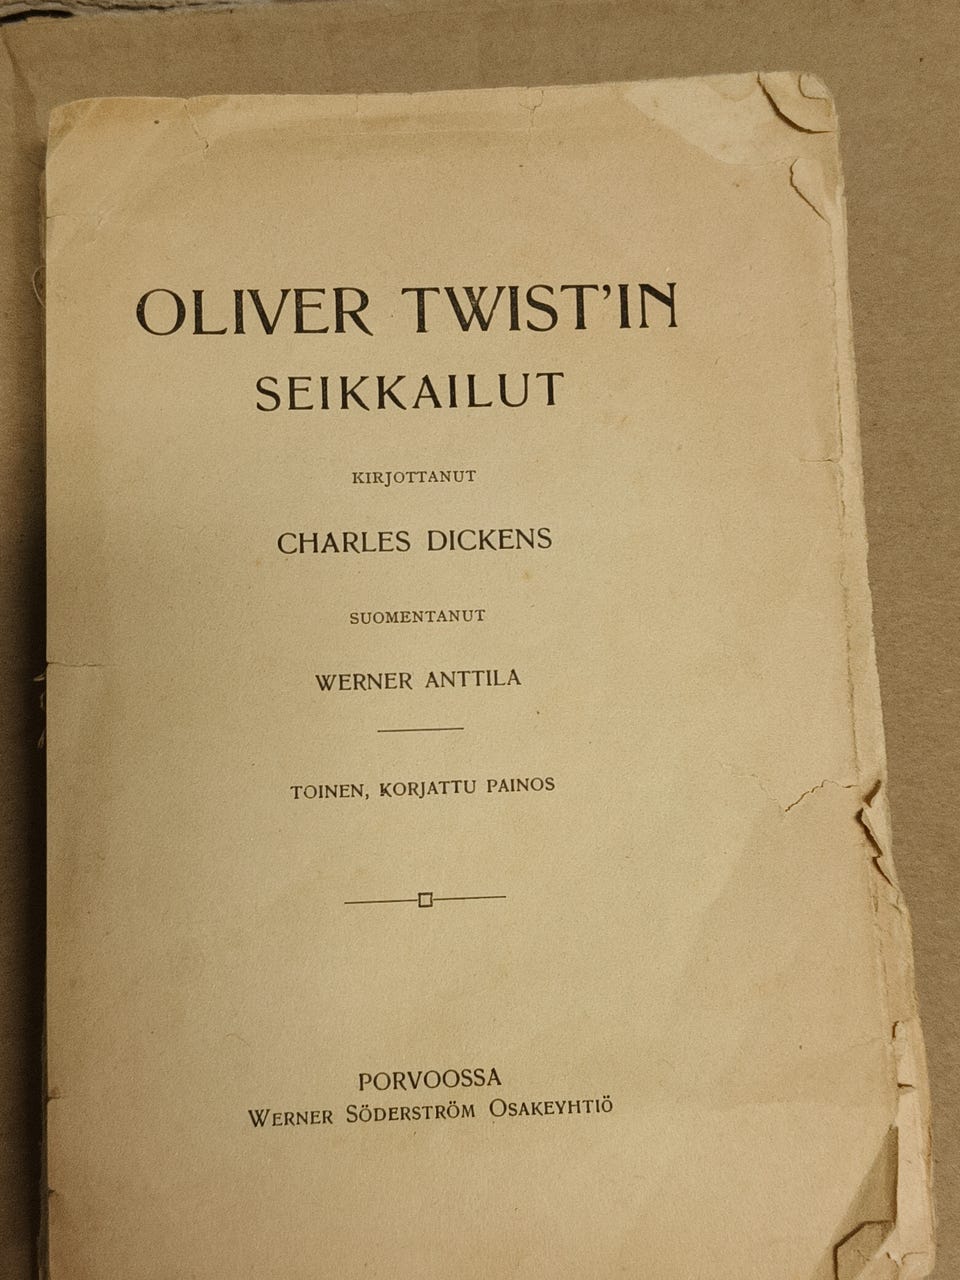 OLIVER TWIST'IN
SEIKKAILUT
KIRJOTTANUT
CHARLES DICKENS
SUOMENTANUT
WERNER ANTTILA
TOINEN, KORJATTU PAINOS
PORVOOSSA
WERNER SÖDERSTRÖM OSAKEYHTIÖ